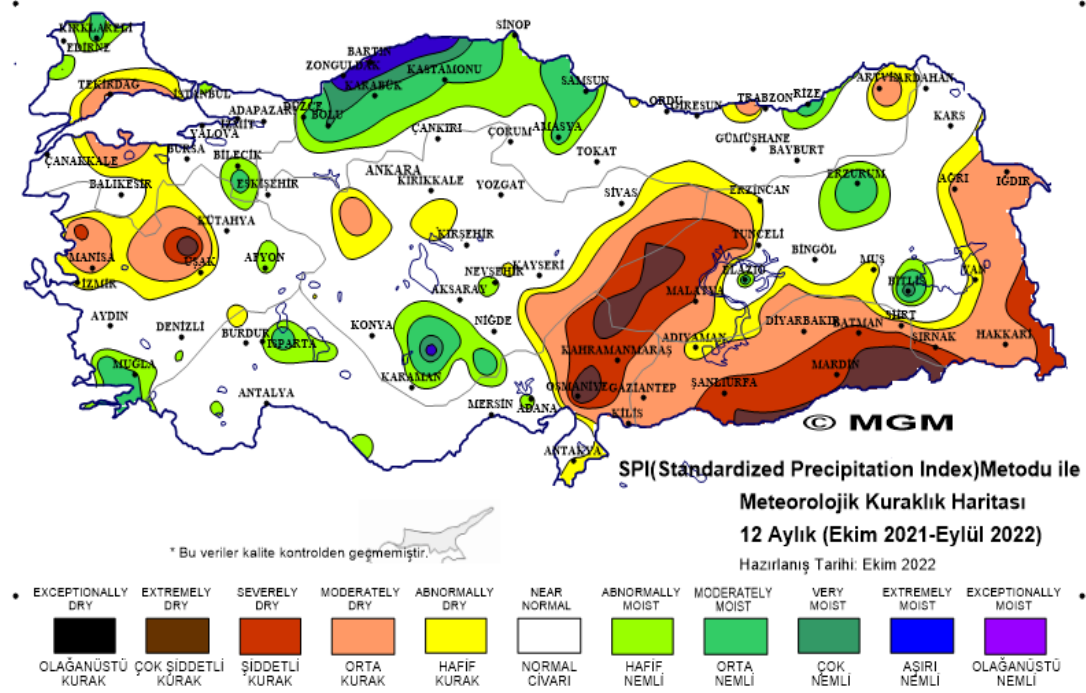 SİNOP
KIRKLARELİ
EDİRNE
BARTIN
ZONGULDAK
KASTAMONU
KARABÜK
TEKİRDAĞ
İSTANBUL
SAMSUN
ARTVİN
ARDAHAN
ADAPAZARI
DÜZCE
BOLU
ORDU
GİRESUN
TRABZON
RİZE
KARS
YALOVA
ÇANKIRI
ÇORUM
AMASYA
GÜMÜŞHANE
BAYBURT
ÇANAKKALE
BURSA
BİLECİK
TOKAT
ANKARA
BALIKESİR
ESKİŞEHİR
KIRIKKALE
YOZGAT
SİVAS
ERZİNCAN
ERZURUM
AĞRI
IĞDIR
KÜTAHYA
KIRŞEHİR
TUNÇELİ
BİNGÖL
MANİSA
UŞAK
AFYON
NEVŞEHİR
KAYSERİ
ELAZIĞ
MUŞ
VAN
İZMİR
AKSARAY
MALATYA
BİTLİS
AYDIN
DENİZLİ
BURDUR
ISPARTA
KONYA
NİĞDE
ADIYAMAN
DİYARBAKIR
BATMAN
SİİRT
ŞIRNAK
HAKKARİ
MUĞLA
KARAMAN
KAHRAMANMARAŞ
MARDİN
ANTALYA
MERSİN
ADANA
OSMANİYE
GAZİANTEP
ŞANLIURFA
KİLİS
ANTAKYA
© MGM
SPI(Standardized Precipitation Index)Metodu ile
Meteorolojik Kuraklık Haritası
12 Aylık (Ekim 2021-Eylül 2022)
Hazırlanış Tarihi: Ekim 2022
* Bu veriler kalite kontrolden geçmemiştir.
EXCEPTIONALLY DRY
EXTREMELY DRY
SEVERELY DRY
MODERATELY DRY
ABNORMALLY DRY
NEAR NORMAL
ABNORMALLY MOIST
MODERATELY MOIST
VERY MOIST
EXTREMELY MOIST
EXCEPTIONALLY MOIST
OLAĞANÜSTÜ KURAK
ÇOK ŞİDDETLİ KURAK
ŞİDDETLİ KURAK
ORTA KURAK
HAFİF KURAK
NORMAL CİVARI
HAFİF NEMLİ
ORTA NEMLİ
ÇOK NEMLİ
AŞIRI NEMLİ
OLAĞANÜSTÜ NEMLİ